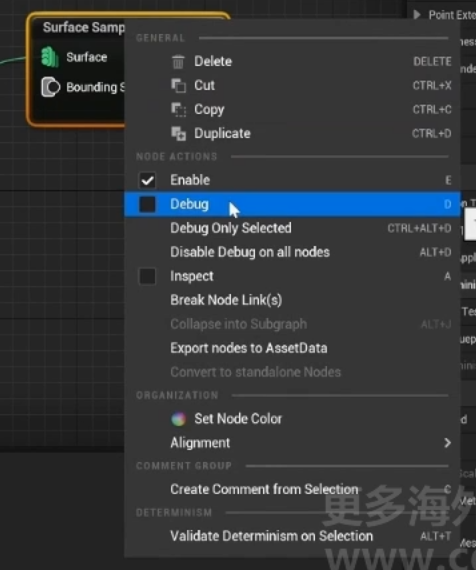 Surface Samp
Point Exten
Surface
Bounding S
GENERAL
Delete DELETE
Cut CTRL+X
Copy CTRL+C
Duplicate CTRL+D
NODE ACTIONS
Enable E
Debug D
Debug Only Selected CTRL+ALT+D
Disable Debug on all nodes ALT+D
Inspect A
Break Node Link(s)
Collapse into Subgraph ALT+J
Export nodes to AssetData
Convert to standalone Nodes
ORGANIZATION
Set Node Color
Alignment
COMMENT GROUP
Create Comment from Selection C
更多海外
DETERMINISM
Validate Determinism on Selection ALT+T
www.c